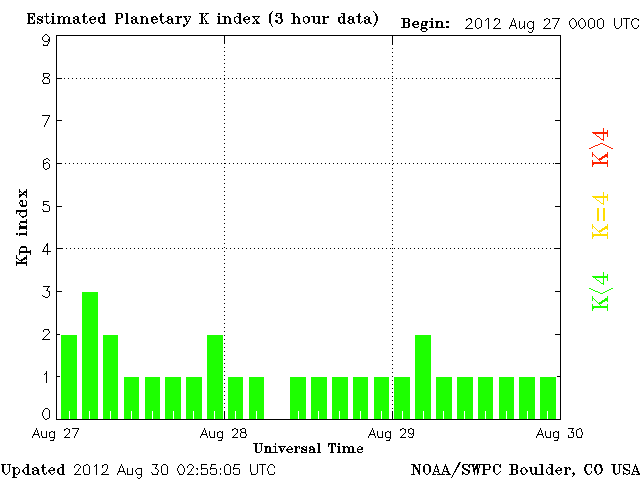 Estimated Planetary K index (3 hour data)
Begin: 2012 Aug 27 0000 UTC
9
8
7
6
5
4
3
2
1
0
Kp index
K>4
K=4
K<4
Aug 27
Aug 28
Aug 29
Aug 30
Universal Time
Updated 2012 Aug 30 02:55:05 UTC
NOAA/SWPC Boulder, CO USA